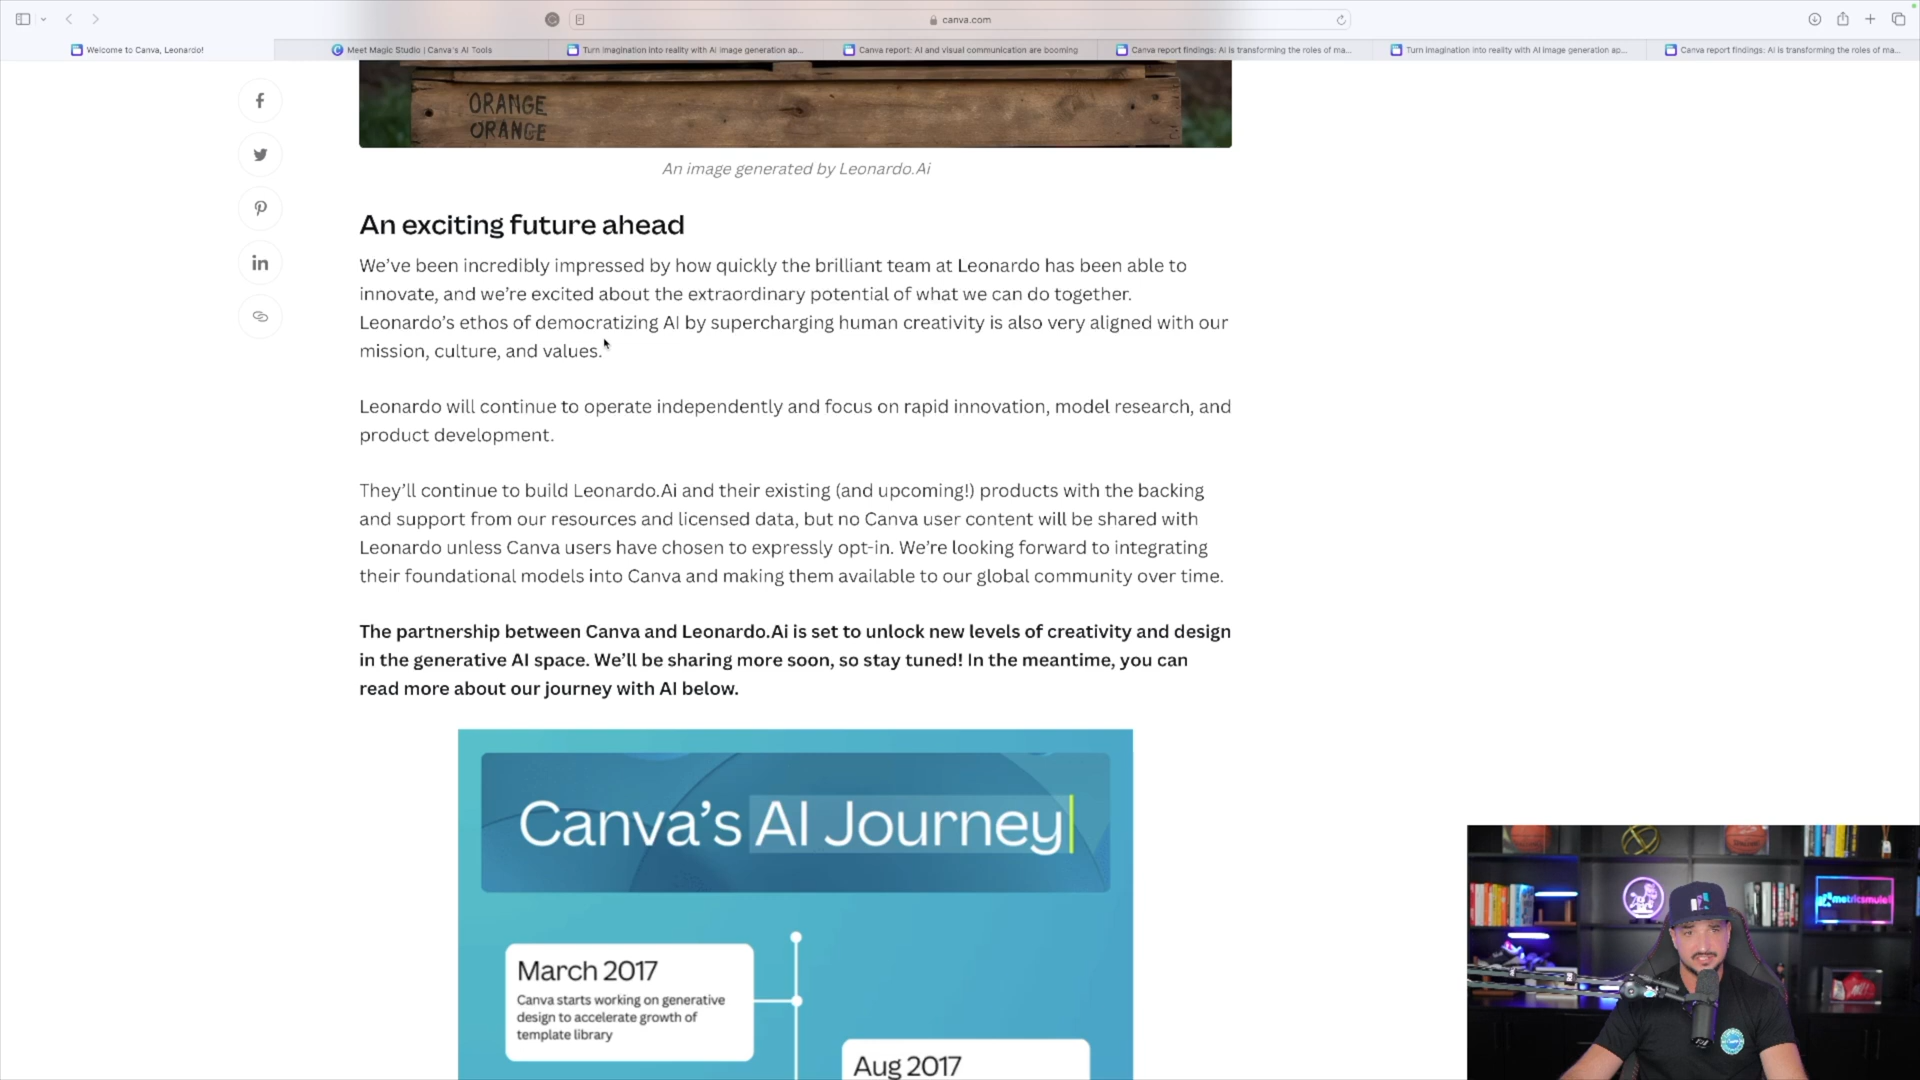 canva.com
Welcome to Canva, Leonardo!
Meet Magic Studio | Canva's AI Tools
Turn imagination into reality with AI image generation ap...
Canva report: AI and visual communication are booming
Canva report findings: AI is transforming the roles of ma...
Turn imagination into reality with AI image generation ap...
Canva report findings: AI is transforming the roles of ma...
ORANGE
ORANGE
An image generated by Leonardo.Ai
An exciting future ahead
We've been incredibly impressed by how quickly the brilliant team at Leonardo has been able to
innovate, and we're excited about the extraordinary potential of what we can do together.
Leonardo's ethos of democratizing AI by supercharging human creativity is also very aligned with our
mission, culture, and values.
Leonardo will continue to operate independently and focus on rapid innovation, model research, and
product development.
They'll continue to build Leonardo.Ai and their existing (and upcoming!) products with the backing
and support from our resources and licensed data, but no Canva user content will be shared with
Leonardo unless Canva users have chosen to expressly opt-in. We're looking forward to integrating
their foundational models into Canva and making them available to our global community over time.
The partnership between Canva and Leonardo.Ai is set to unlock new levels of creativity and design
in the generative AI space. We'll be sharing more soon, so stay tuned! In the meantime, you can
read more about our journey with AI below.
Canva's AI Journey
March 2017
Canva starts working on generative
design to accelerate growth of
template library
Aug 2017
metricsmule